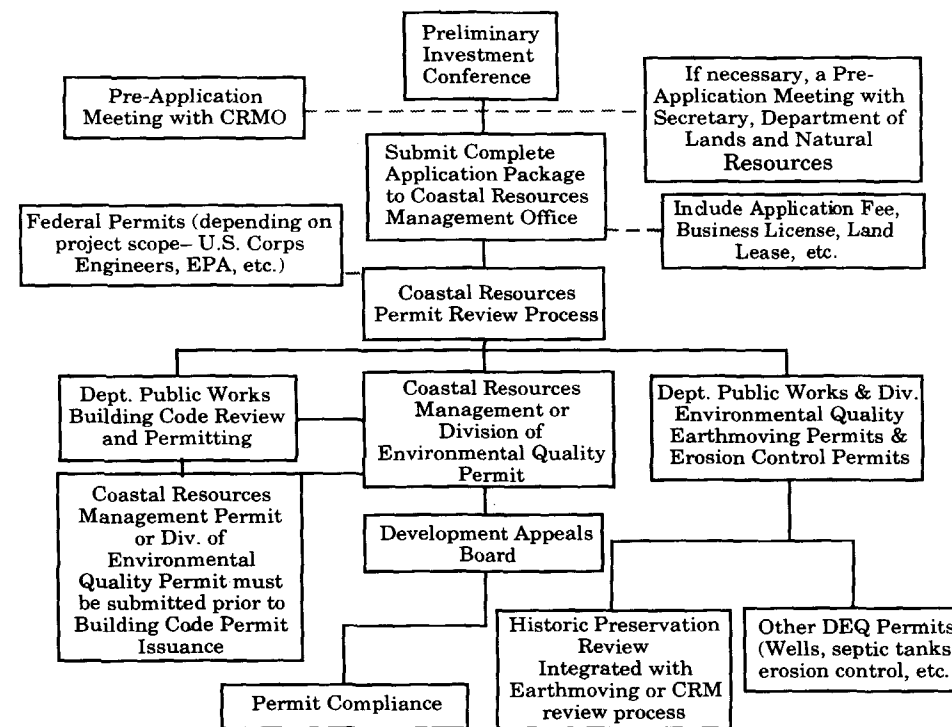 Preliminary
Investment
Conference
Pre-Application
Meeting with CRMO
If necessary, a Pre-
Application Meeting with
Secretary, Department of
Lands and Natural
Resources
Submit Complete
Application Package
to Coastal Resources
Management Office
Include Application Fee,
Business License, Land
Lease, etc.
Federal Permits (depending on
project scope– U.S. Corps
Engineers, EPA, etc.)
Coastal Resources
Permit Review Process
Dept. Public Works
Building Code Review
and Permitting
Coastal Resources
Management or
Division of
Environmental Quality
Permit
Dept. Public Works & Div.
Environmental Quality
Earthmoving Permits &
Erosion Control Permits
Coastal Resources
Management Permit
or Div. of
Environmental
Quality Permit must
be submitted prior to
Building Code Permit
Issuance
Development Appeals
Board
Historic Preservation
Review
Integrated with
Earthmoving or CRM
review process
Other DEQ Permits
(Wells, septic tanks
erosion control, etc.
Permit Compliance